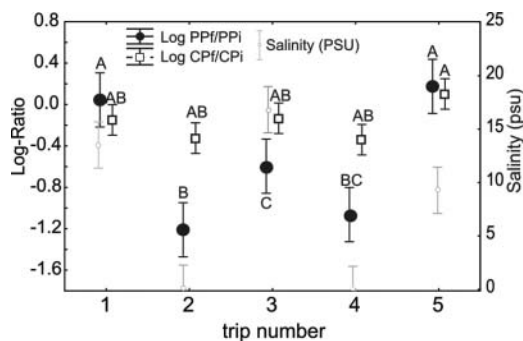 Log PPf/PPi
Log CPf/CPi
Salinity (PSU)
Log-Ratio
0.8
0.4
0.0
-0.4
-0.8
-1.2
-1.6
A
AB
B
AB
AB
C
AB
BC
A
A
25
20
15
10
5
0
Salinity (psu)
1 2 3 4 5
trip number